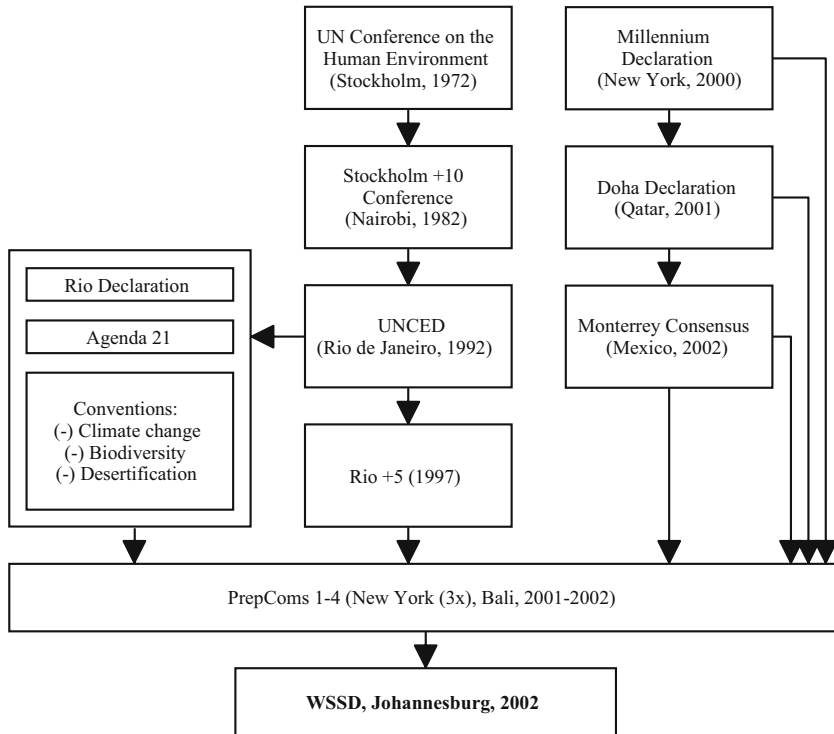 UN Conference on the
Human Environment
(Stockholm, 1972)
Millennium
Declaration
(New York, 2000)
Stockholm +10
Conference
(Nairobi, 1982)
Doha Declaration
(Qatar, 2001)
Rio Declaration
Agenda 21
Conventions:
(-) Climate change
(-) Biodiversity
(-) Desertification
UNCED
(Rio de Janeiro, 1992)
Monterrey Consensus
(Mexico, 2002)
Rio +5 (1997)
PrepComs 1-4 (New York (3x), Bali, 2001-2002)
WSSD, Johannesburg, 2002